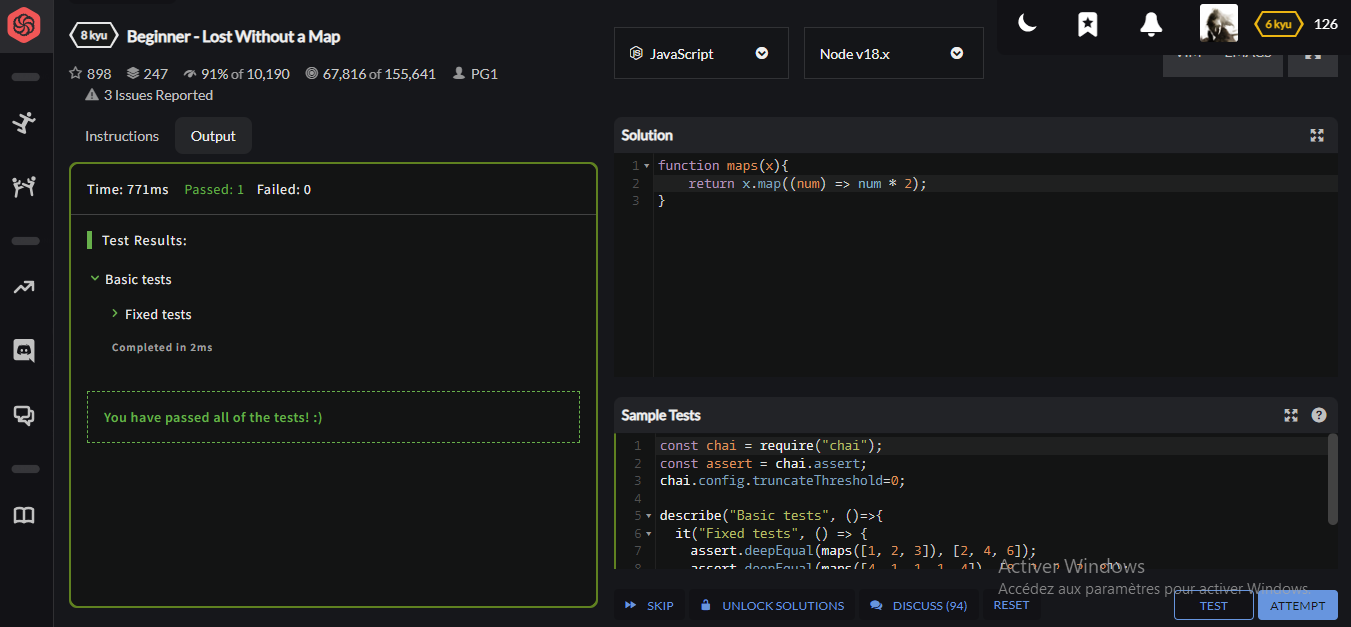 8 kyu Beginner - Lost Without a Map
898 247 91% of 10,190 67,816 of 155,641 PG1
3 Issues Reported
JavaScript
Node v18.x
6 kyu 126
VIM EMACS
Instructions Output
Time: 771ms Passed: 1 Failed: 0
Test Results:
Basic tests
Fixed tests
Completed in 2ms
You have passed all of the tests! :)
Solution
1 function maps(x){
2 return x.map((num) => num * 2);
3 }
Sample Tests
1 const chai = require("chai");
2 const assert = chai.assert;
3 chai.config.truncateThreshold=0;
4
5 describe("Basic tests", ()=>{
6 it("Fixed tests", () => {
7 assert.deepEqual(maps([1, 2, 3]), [2, 4, 6]);
8 assert.deepEqual(maps([4, 1, 1, 1, 4]),
Activer Windows
Accédez aux paramètres pour activer Windows.
SKIP UNLOCK SOLUTIONS DISCUSS (94) RESET TEST ATTEMPT